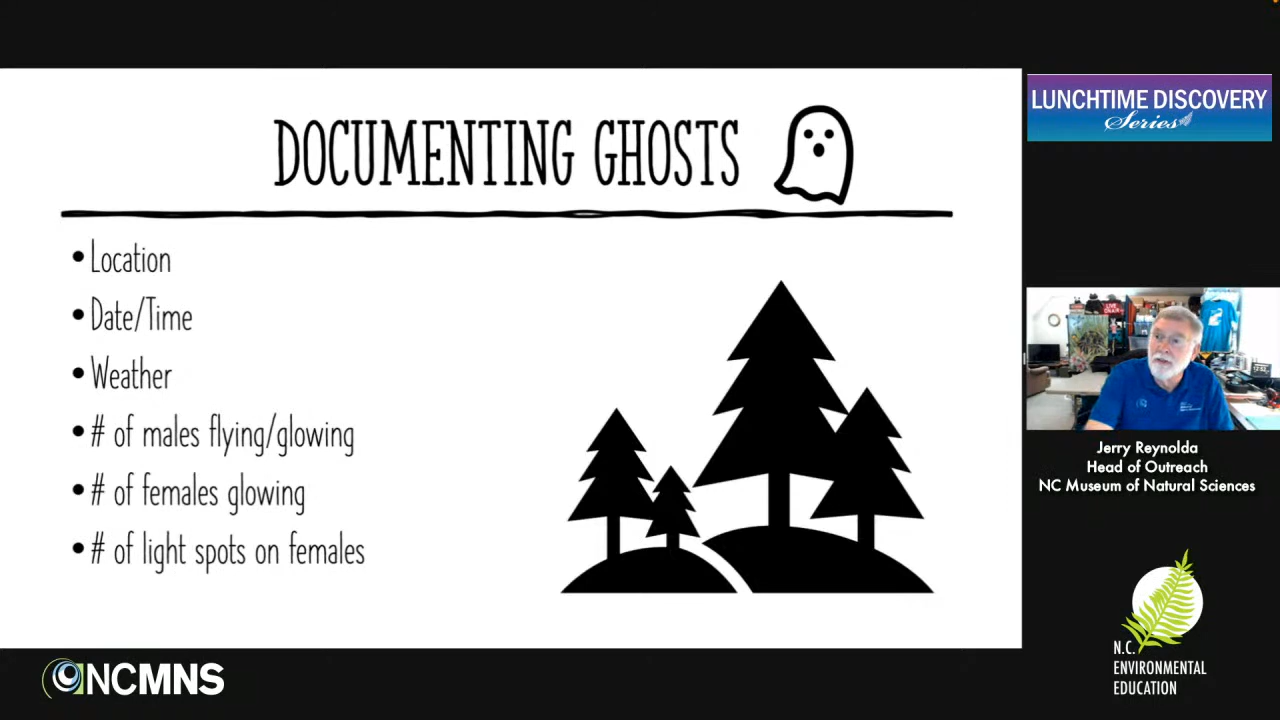 DOCUMENTING GHOSTS
• Location
• Date/Time
• Weather
• # of males flying/glowing
• # of females glowing
• # of light spots on females
LUNCHTIME DISCOVERY
Series
Jerry Reynolda
Head of Outreach
NC Museum of Natural Sciences
N.C.
ENVIRONMENTAL
EDUCATION
NCMNS